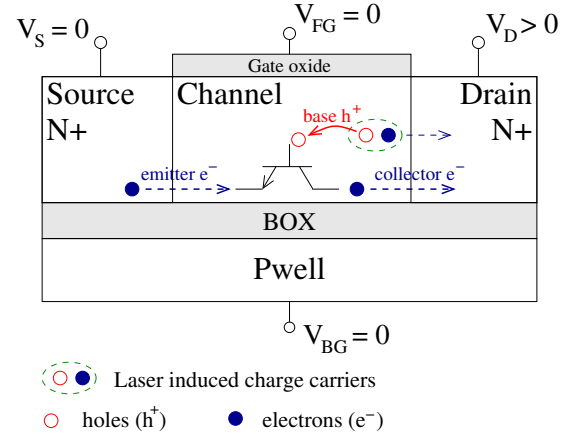 V_S = 0
V_FG = 0
V_D > 0
Gate oxide
Source
N+
Channel
Drain
N+
base h⁺
emitter e⁻
collector e⁻
BOX
Pwell
V_BG = 0
Laser induced charge carriers
holes (h⁺)
electrons (e⁻)